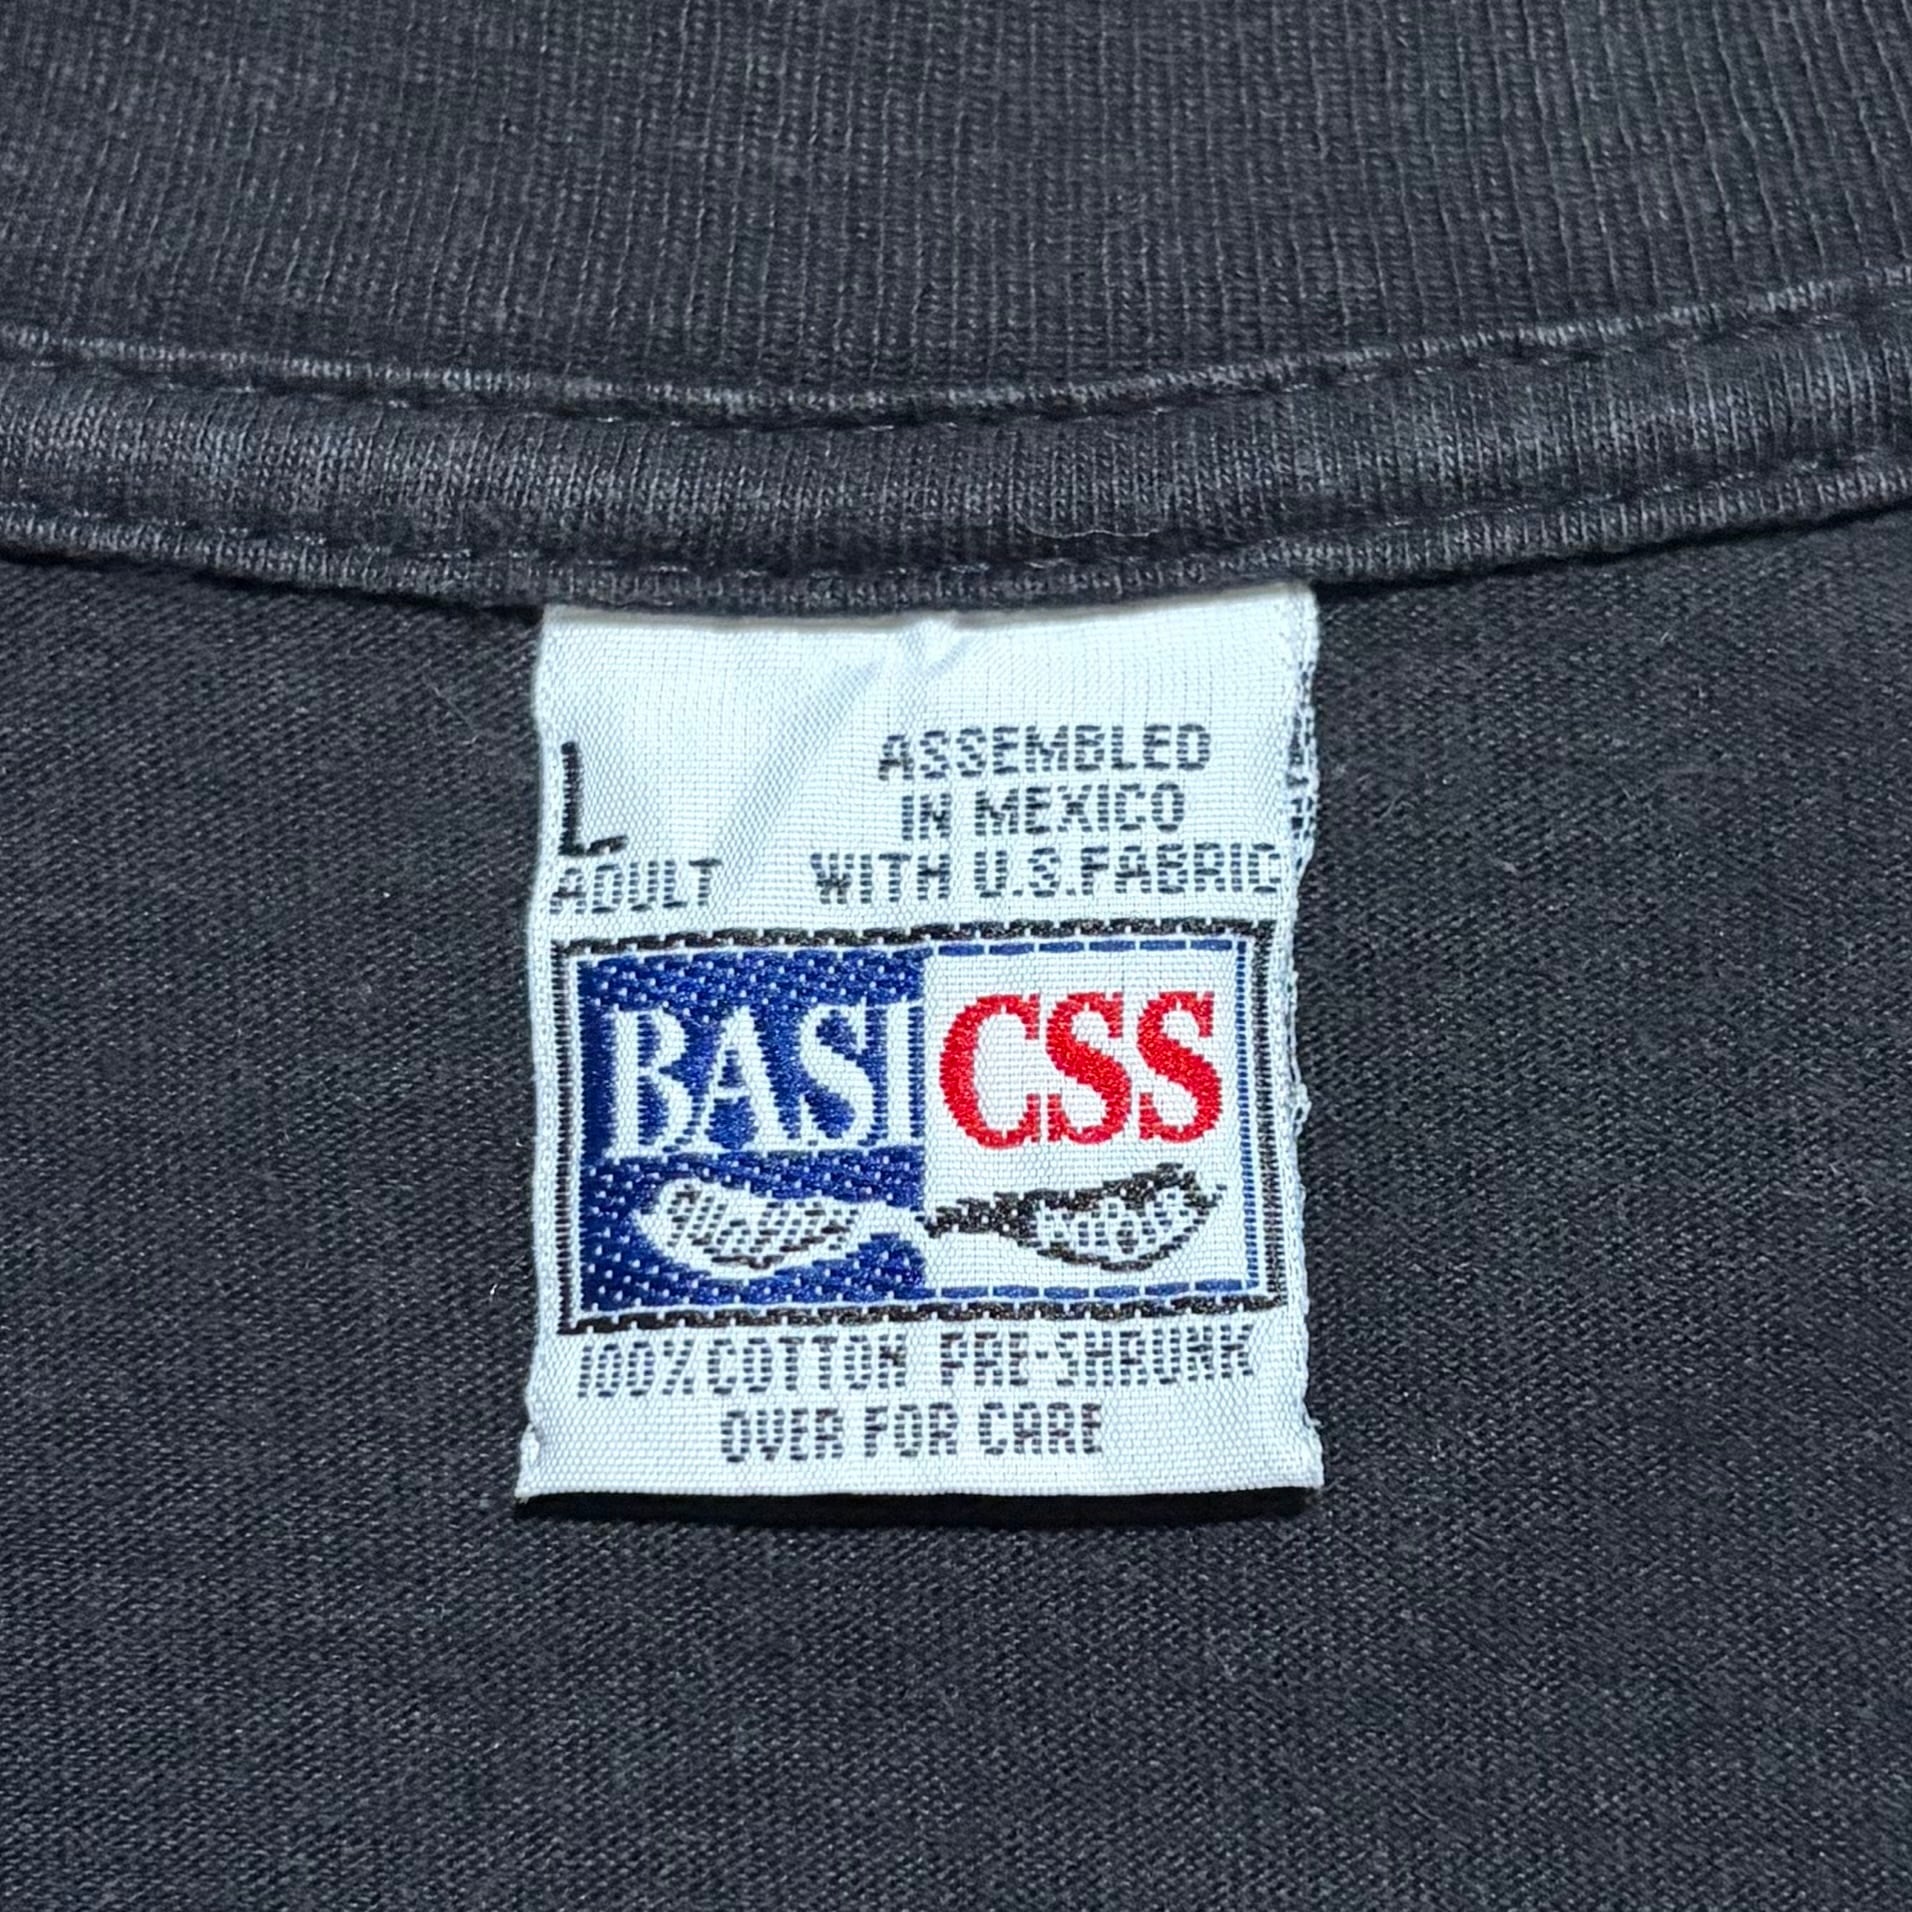 L
ADULT
ASSEMBLED
IN MEXICO
WITH U.S. FABRIC
BASICSS
100% COTTON PRE-SHRUNK
OVER FOR CARE